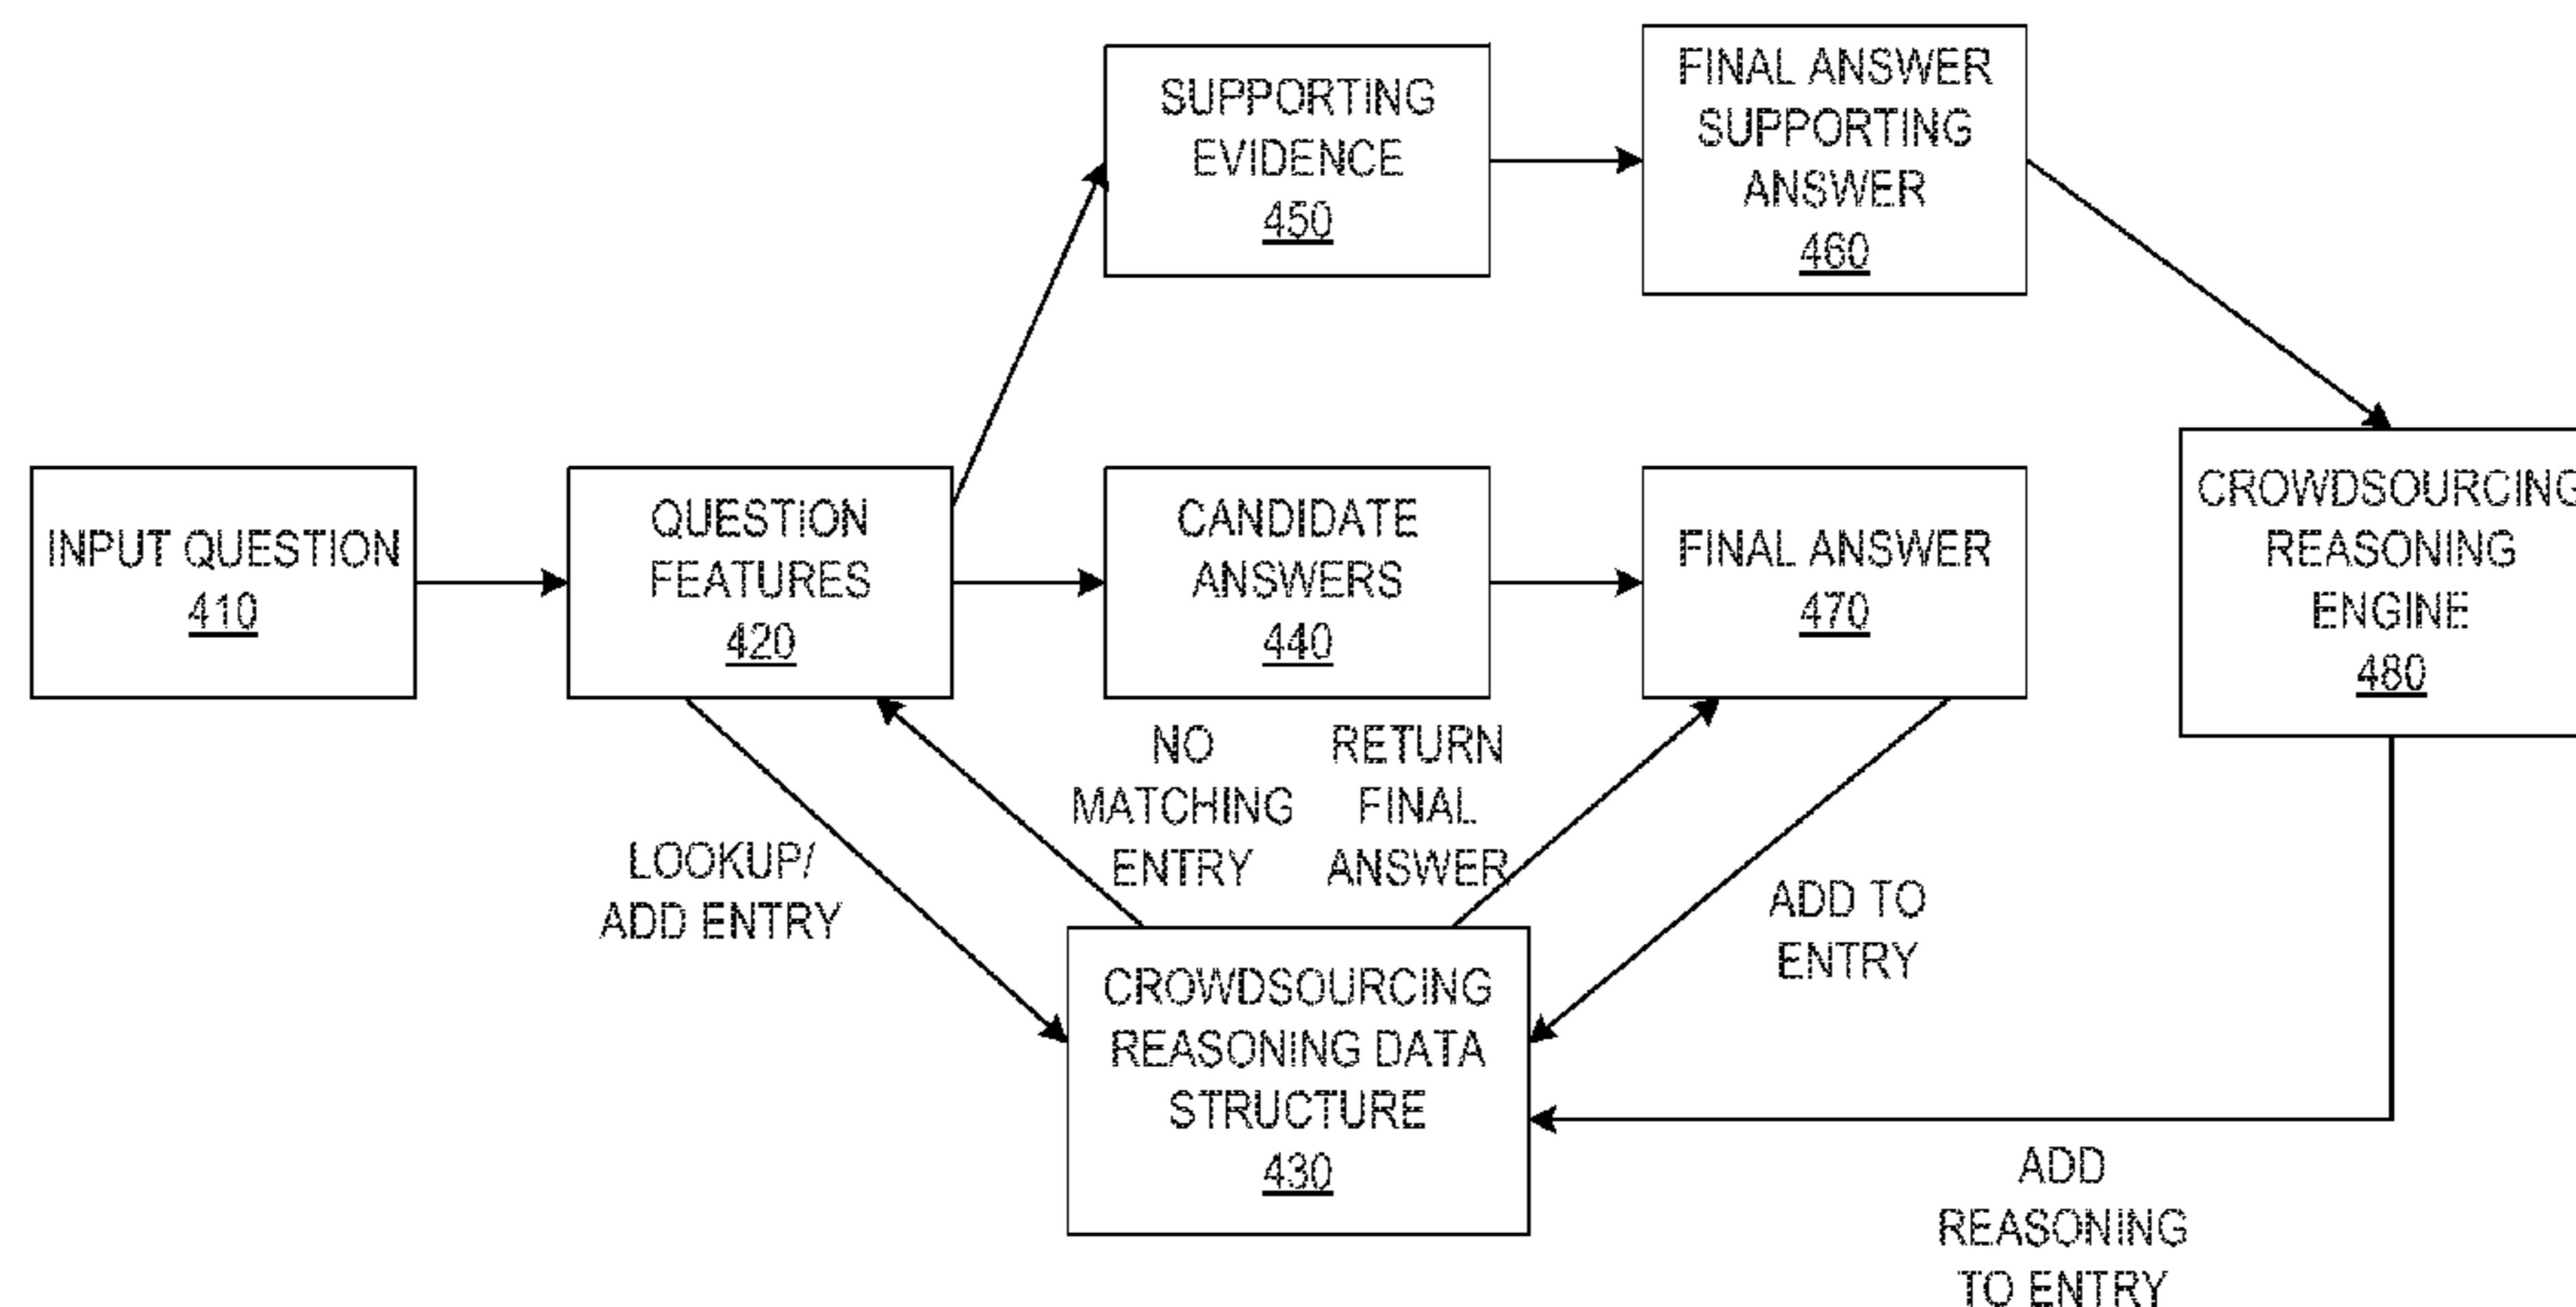 SUPPORTING
EVIDENCE
450
FINAL ANSWER
SUPPORTING
ANSWER
460
INPUT QUESTION
410
QUESTION
FEATURES
420
CANDIDATE
ANSWERS
440
FINAL ANSWER
470
CROWDSOURCING
REASONING
ENGINE
480
LOOKUP/
ADD ENTRY
NO
MATCHING
ENTRY
RETURN
FINAL
ANSWER
ADD TO
ENTRY
CROWDSOURCING
REASONING DATA
STRUCTURE
430
ADD
REASONING
TO ENTRY